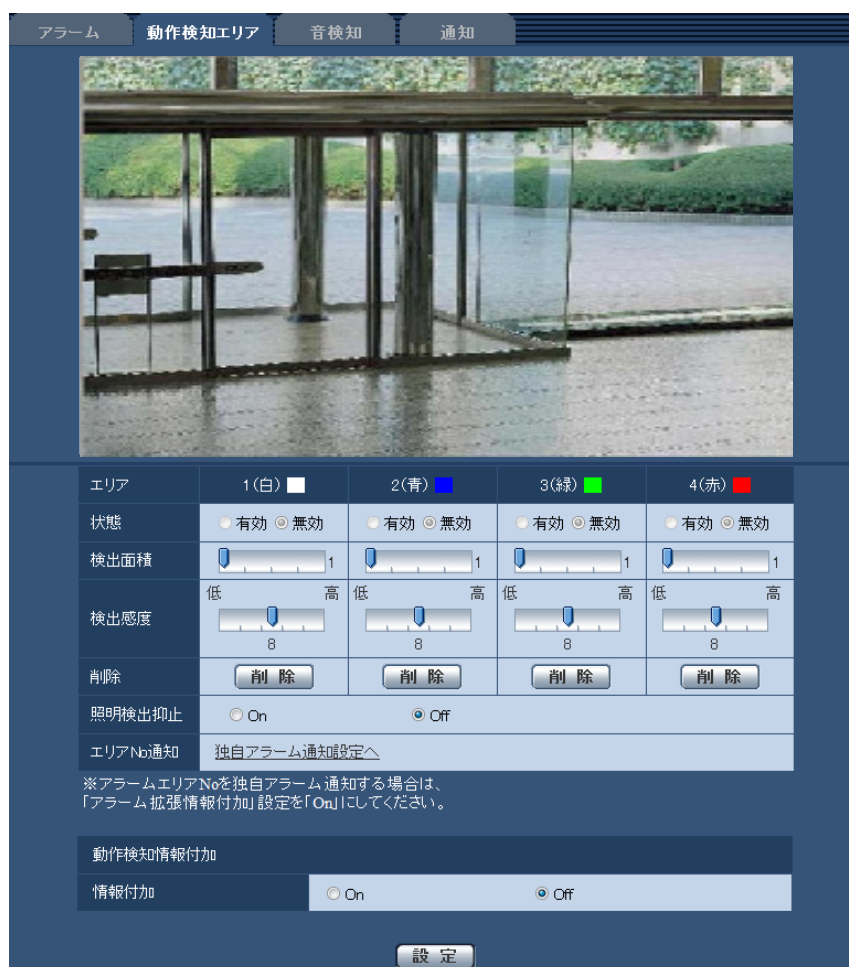 アラーム 動作検知エリア 音検知 通知
エリア 1(白) 2(青) 3(緑) 4(赤)
状態 有効 無効 有効 無効 有効 無効 有効 無効
検出面積 1 1 1 1
低 高 低 高 低 高 低 高
検出感度
8 8 8 8
削除 削 除 削 除 削 除 削 除
照明検出抑止 On Off
エリアNo通知 独自アラーム通知設定へ
※アラームエリアNoを独自アラーム通知する場合は、
「アラーム拡張情報付加」設定を「On」にしてください。
動作検知情報付加
情報付加 On Off
設 定